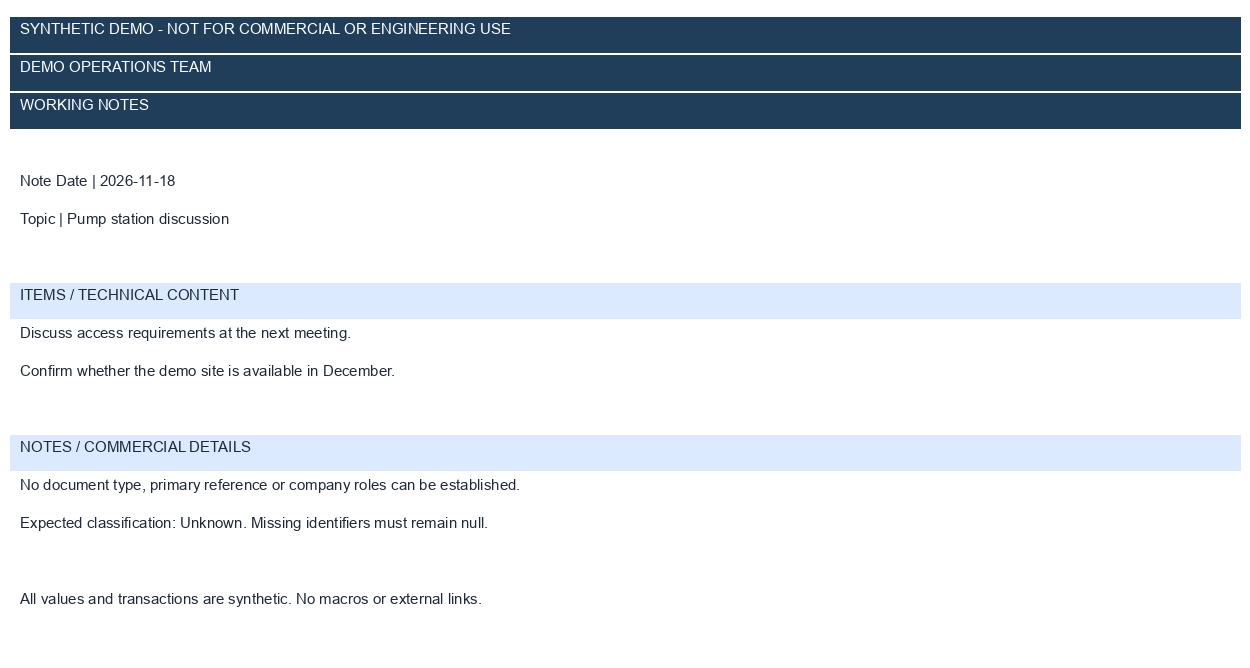 SYNTHETIC DEMO - NOT FOR COMMERCIAL OR ENGINEERING USE
DEMO OPERATIONS TEAM
WORKING NOTES
Note Date | 2026-11-18
Topic | Pump station discussion
ITEMS / TECHNICAL CONTENT
Discuss access requirements at the next meeting.
Confirm whether the demo site is available in December.
NOTES / COMMERCIAL DETAILS
No document type, primary reference or company roles can be established.
Expected classification: Unknown. Missing identifiers must remain null.
All values and transactions are synthetic. No macros or external links.